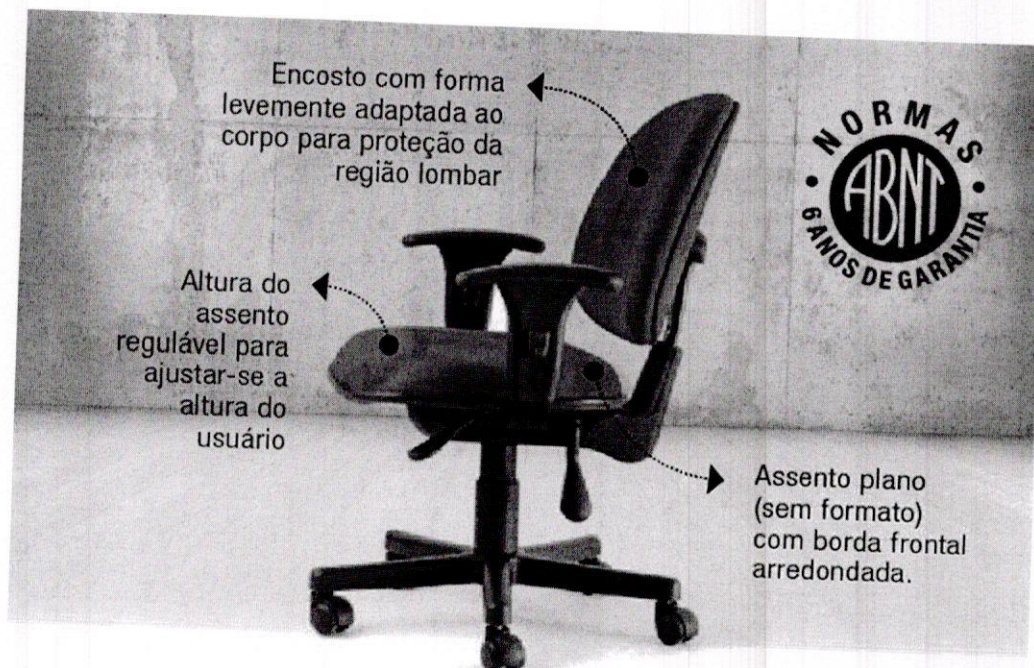 Encosto com forma
levemente adaptada ao
corpo para proteção da
região lombar
NORMAS
ABNT
6 ANOS DE GARANTIA
Altura do
assento
regulável para
ajustar-se a
altura do
usuário
Assento plano
(sem formato)
com borda frontal
arredondada.